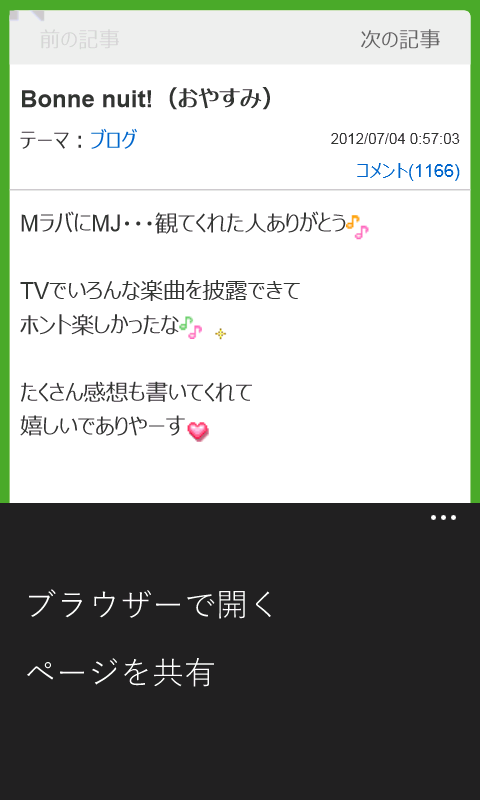 前の記事 次の記事
Bonne nuit!（おやすみ）
テーマ：ブログ 2012/07/04 0:57:03
コメント(1166)
MラバにMJ・・・観てくれた人ありがとう
TVでいろんな楽曲を披露できて
ホント楽しかったな
たくさん感想も書いてくれて
嬉しいでありやーす
ブラウザーで開く
ページを共有